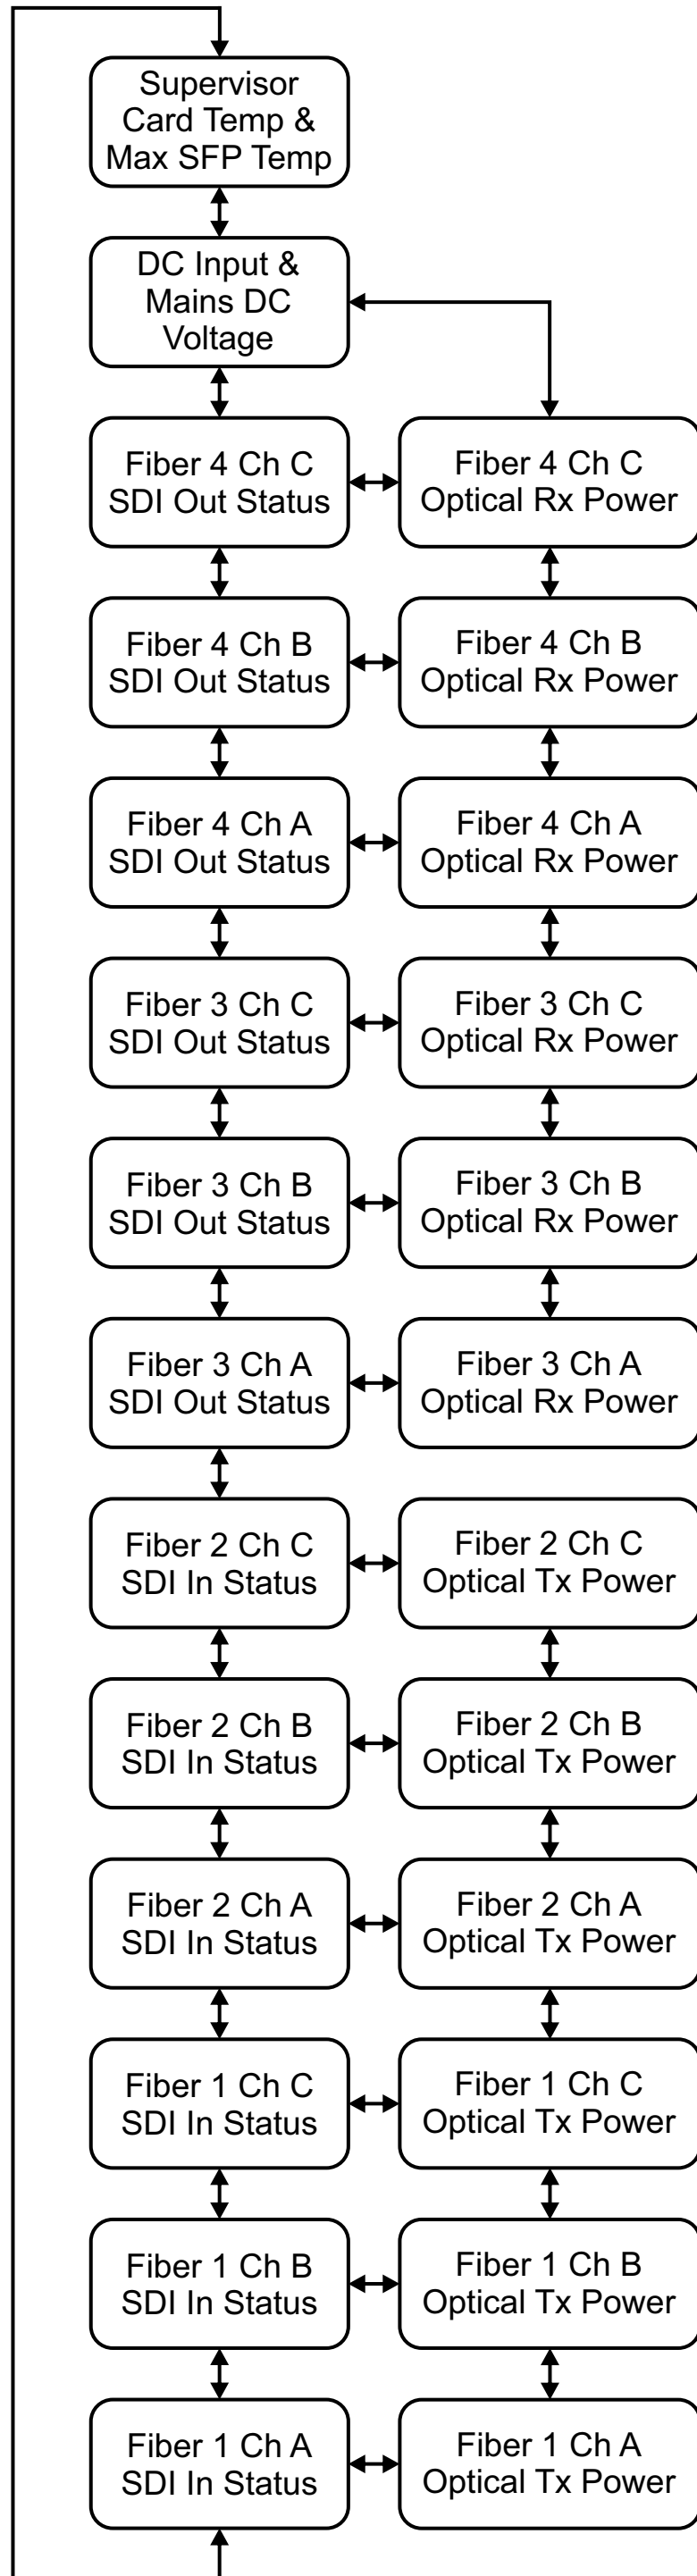 Supervisor
Card Temp &
Max SFP Temp
DC Input &
Mains DC
Voltage
Fiber 4 Ch C
SDI Out Status
Fiber 4 Ch C
Optical Rx Power
Fiber 4 Ch B
SDI Out Status
Fiber 4 Ch B
Optical Rx Power
Fiber 4 Ch A
SDI Out Status
Fiber 4 Ch A
Optical Rx Power
Fiber 3 Ch C
SDI Out Status
Fiber 3 Ch C
Optical Rx Power
Fiber 3 Ch B
SDI Out Status
Fiber 3 Ch B
Optical Rx Power
Fiber 3 Ch A
SDI Out Status
Fiber 3 Ch A
Optical Rx Power
Fiber 2 Ch C
SDI In Status
Fiber 2 Ch C
Optical Tx Power
Fiber 2 Ch B
SDI In Status
Fiber 2 Ch B
Optical Tx Power
Fiber 2 Ch A
SDI In Status
Fiber 2 Ch A
Optical Tx Power
Fiber 1 Ch C
SDI In Status
Fiber 1 Ch C
Optical Tx Power
Fiber 1 Ch B
SDI In Status
Fiber 1 Ch B
Optical Tx Power
Fiber 1 Ch A
SDI In Status
Fiber 1 Ch A
Optical Tx Power